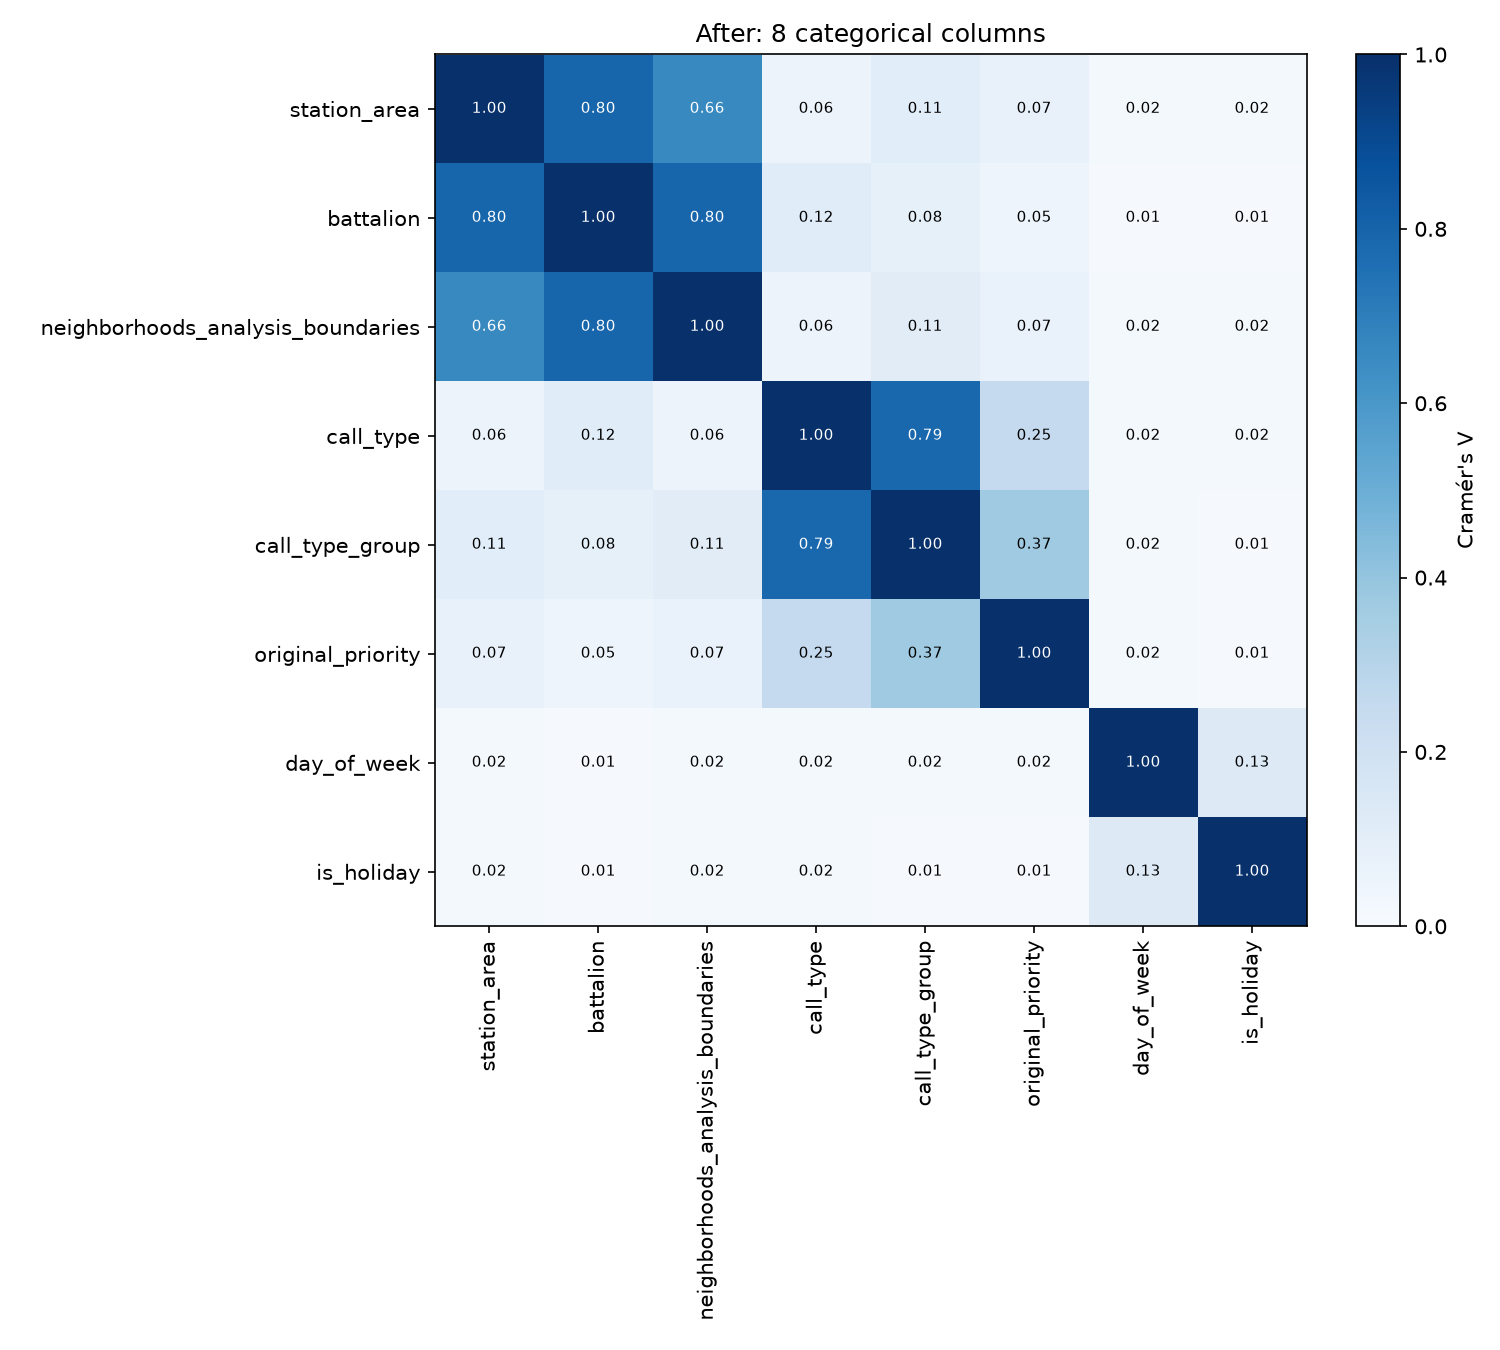 After: 8 categorical columns
station_area 1.00 0.80 0.66 0.06 0.11 0.07 0.02 0.02
battalion 0.80 1.00 0.80 0.12 0.08 0.05 0.01 0.01
neighborhoods_analysis_boundaries 0.66 0.80 1.00 0.06 0.11 0.07 0.02 0.02
call_type 0.06 0.12 0.06 1.00 0.79 0.25 0.02 0.02
call_type_group 0.11 0.08 0.11 0.79 1.00 0.37 0.02 0.01
original_priority 0.07 0.05 0.07 0.25 0.37 1.00 0.02 0.01
day_of_week 0.02 0.01 0.02 0.02 0.02 0.02 1.00 0.13
is_holiday 0.02 0.01 0.02 0.02 0.01 0.01 0.13 1.00
station_area
battalion
neighborhoods_analysis_boundaries
call_type
call_type_group
original_priority
day_of_week
is_holiday
1.0
0.8
0.6
0.4
0.2
0.0
Cramér's V